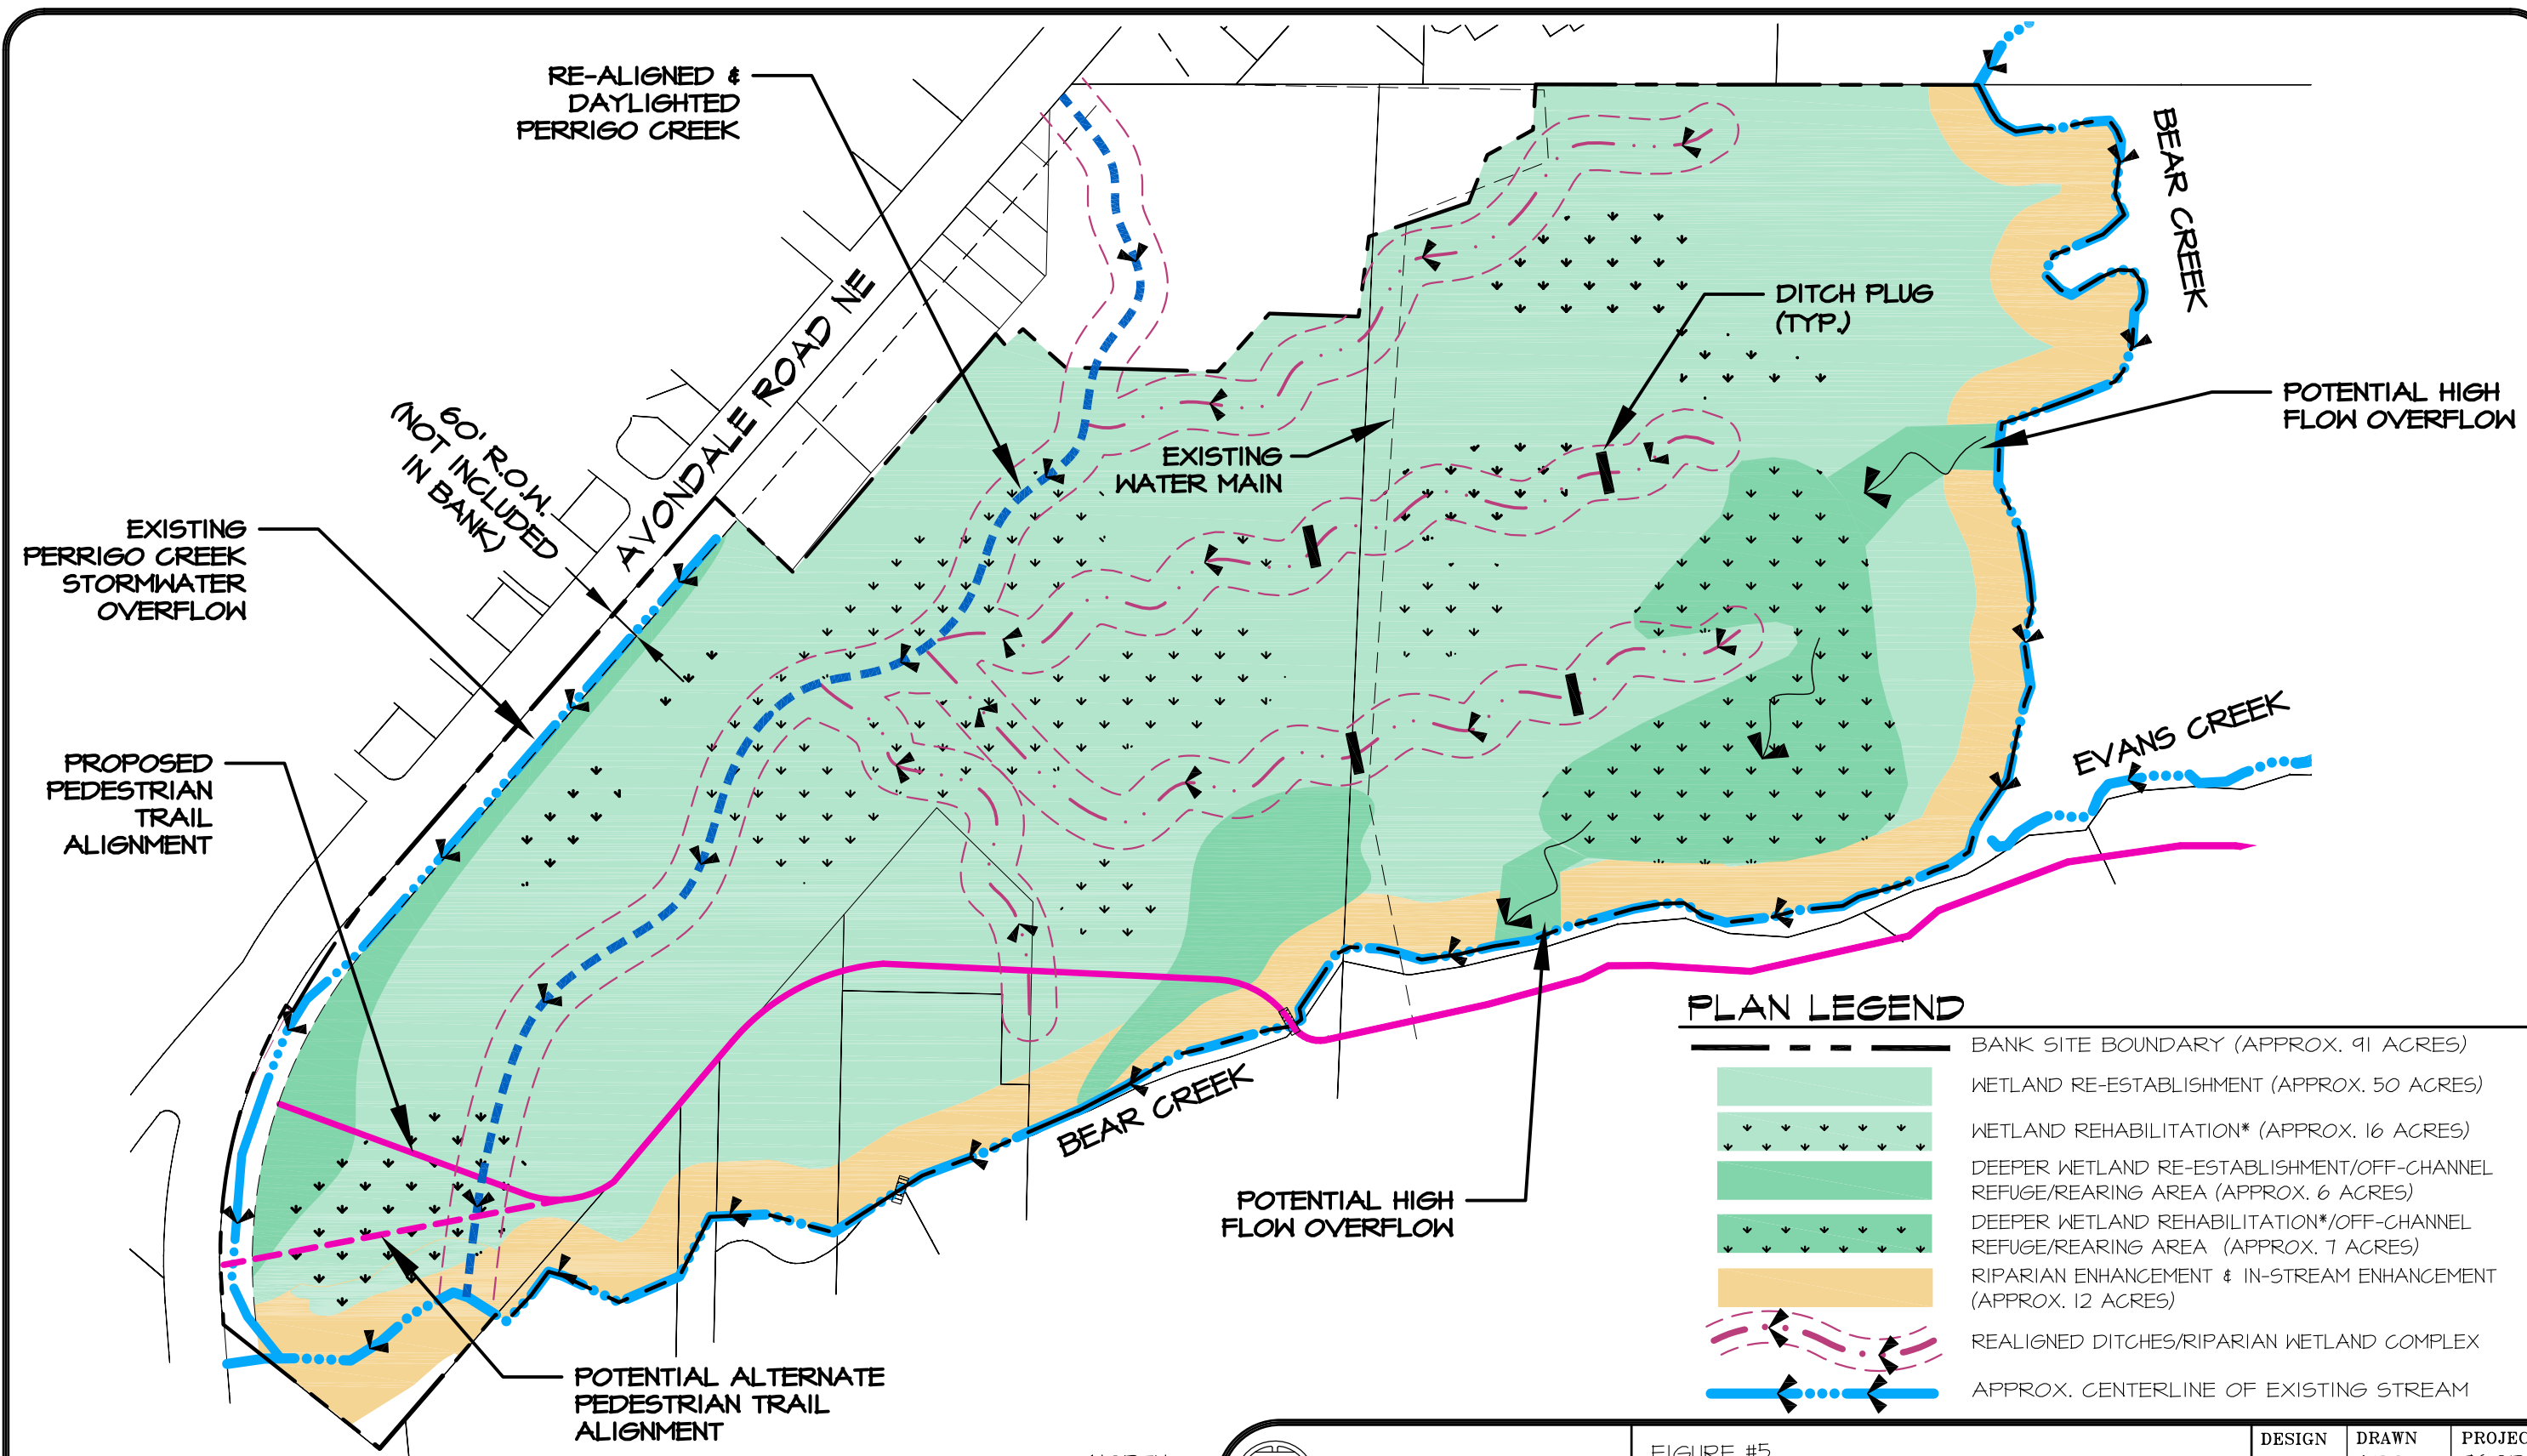 RE-ALIGNED &
DAYLIGHTED
PERRIGO CREEK
BEAR CREEK
DITCH PLUG
(TYP.)
POTENTIAL HIGH
FLOW OVERFLOW
AVONDALE ROAD NE
60' R.O.W.
(NOT INCLUDED
IN BANK)
EXISTING
WATER MAIN
EXISTING
PERRIGO CREEK
STORMWATER
OVERFLOW
PROPOSED
PEDESTRIAN
TRAIL
ALIGNMENT
EVANS CREEK
BEAR CREEK
POTENTIAL HIGH
FLOW OVERFLOW
POTENTIAL ALTERNATE
PEDESTRIAN TRAIL
ALIGNMENT
PLAN LEGEND
BANK SITE BOUNDARY (APPROX. 91 ACRES)
WETLAND RE-ESTABLISHMENT (APPROX. 50 ACRES)
WETLAND REHABILITATION* (APPROX. 16 ACRES)
DEEPER WETLAND RE-ESTABLISHMENT/OFF-CHANNEL
REFUGE/REARING AREA (APPROX. 6 ACRES)
DEEPER WETLAND REHABILITATION*/OFF-CHANNEL
REFUGE/REARING AREA (APPROX. 7 ACRES)
RIPARIAN ENHANCEMENT & IN-STREAM ENHANCEMENT
(APPROX. 12 ACRES)
REALIGNED DITCHES/RIPARIAN WETLAND COMPLEX
APPROX. CENTERLINE OF EXISTING STREAM
FIGURE #5
DESIGN
DRAWN